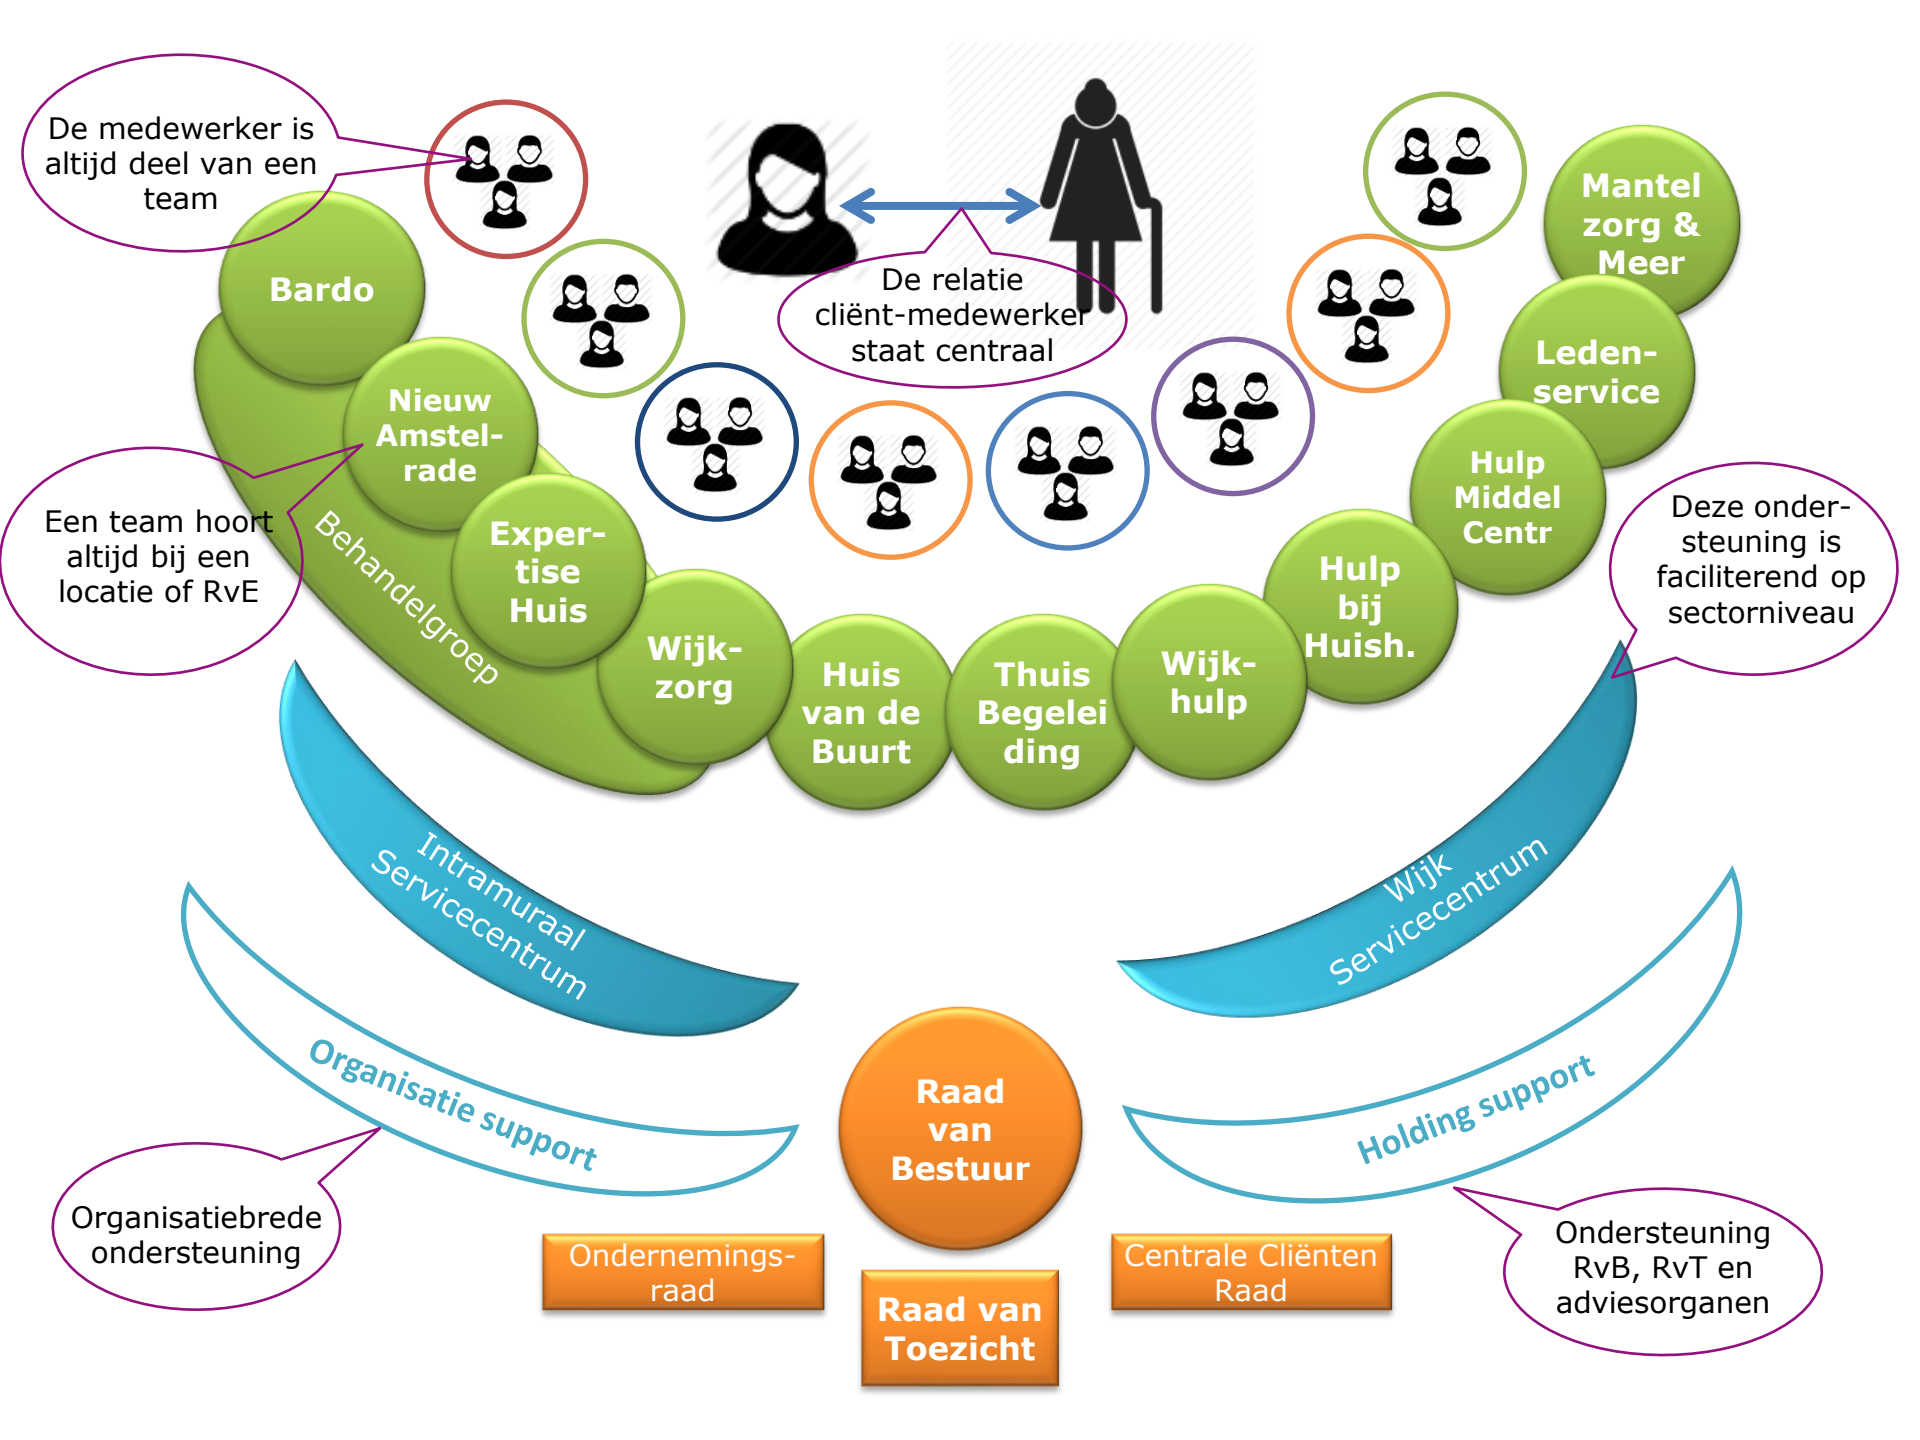 De medewerker is
altijd deel van een
team
De relatie
cliënt-medewerker
staat centraal
Bardo
Nieuw
Amstel-
rade
Exper-
tise
Huis
Wijk-
zorg
Huis
van de
Buurt
Thuis
Begelei
ding
Wijk-
hulp
Hulp
bij
Huish.
Hulp
Middel
Centr
Leden-
service
Mantel
zorg &
Meer
Behandelgroep
Een team hoort
altijd bij een
locatie of RvE
Deze onder-
steuning is
faciliterend op
sectorniveau
Intramuraal
Servicecentrum
Wijk
Servicecentrum
Organisatie support
Holding support
Organisatiebrede
ondersteuning
Raad
van
Bestuur
Ondernemings-
raad
Centrale Cliënten
Raad
Raad van
Toezicht
Ondersteuning
RvB, RvT en
adviesorganen